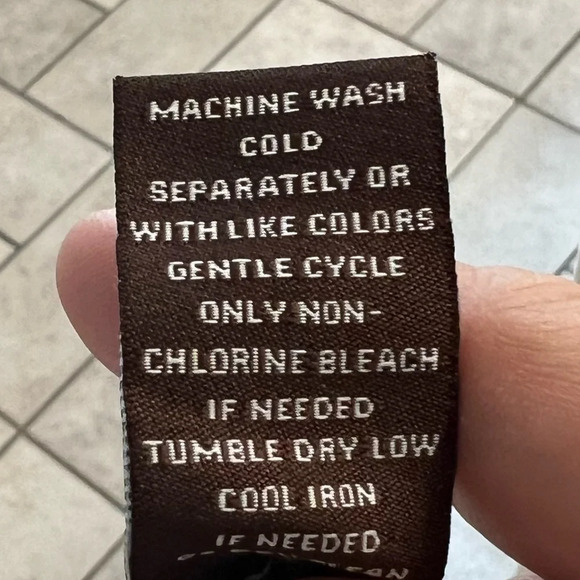 MACHINE WASH
COLD
SEPARATELY OR
WITH LIKE COLORS
GENTLE CYCLE
ONLY NON-
CHLORINE BLEACH
IF NEEDED
TUMBLE DRY LOW
COOL IRON
IF NEEDED